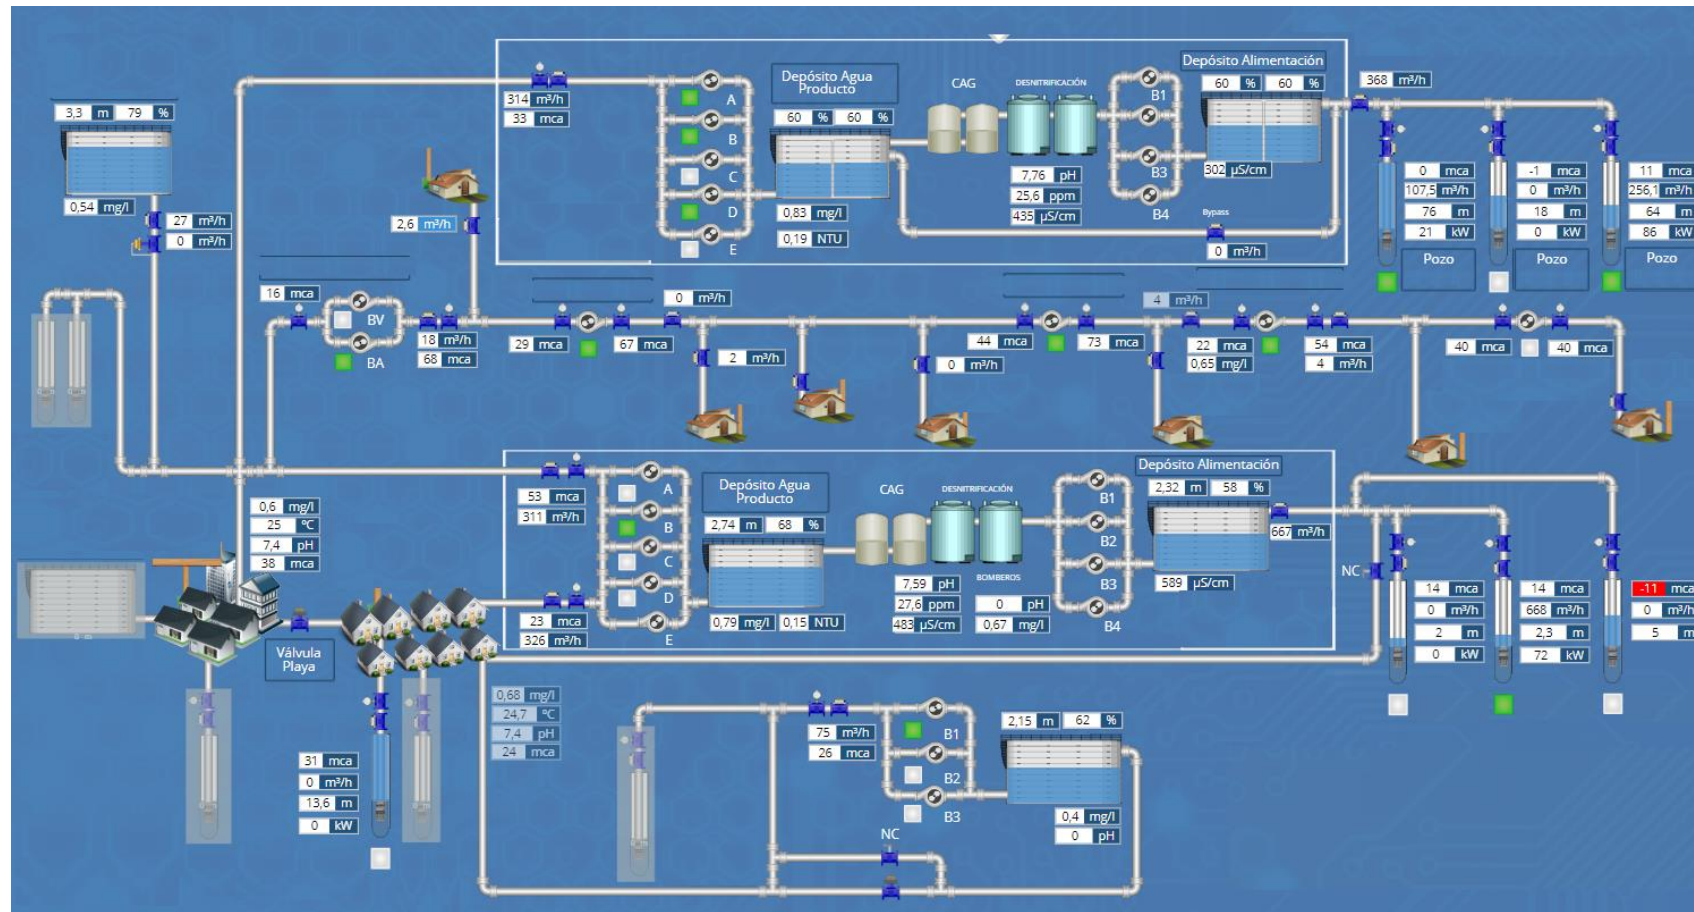 3,3 m 79 %
0,54 mg/l
27 m³/h
0 m³/h
314 m³/h
33 mca
A
B
C
D
E
Depósito Agua
Producto
60 % 60 %
0,83 mg/l
0,19 NTU
CAG
DESNITRIFICACIÓN
7,76 pH
25,6 ppm
435 µS/cm
B1
B3
B4
Depósito Alimentación
60 % 60 %
302 µS/cm
Bypass
0 m³/h
368 m³/h
0 mca
107,5 m³/h
76 m
21 kW
Pozo
-1 mca
0 m³/h
18 m
0 kW
Pozo
11 mca
256,1 m³/h
64 m
86 kW
Pozo
2,6 m³/h
16 mca
BV
BA
18 m³/h
68 mca
29 mca
67 mca
0 m³/h
2 m³/h
0 m³/h
44 mca
73 mca
4 m³/h
22 mca
0,65 mg/l
54 mca
4 m³/h
40 mca
40 mca
0,6 mg/l
25 ºC
7,4 pH
38 mca
53 mca
311 m³/h
23 mca
326 m³/h
A
B
C
D
E
Depósito Agua
Producto
2,74 m 68 %
0,79 mg/l 0,15 NTU
CAG
DESNITRIFICACIÓN
7,59 pH
27,6 ppm
483 µS/cm
BOMBEROS
0 pH
0,67 mg/l
B1
B2
B3
B4
Depósito Alimentación
2,32 m 58 %
589 µS/cm
667 m³/h
NC
14 mca
0 m³/h
2 m
0 kW
14 mca
668 m³/h
2,3 m
72 kW
-11 mca
0 m³/h
5 m
Válvula
Playa
31 mca
0 m³/h
13,6 m
0 kW
0,68 mg/l
24,7 ºC
7,4 pH
24 mca
75 m³/h
26 mca
B1
B2
B3
2,15 m 62 %
0,4 mg/l
0 pH
NC